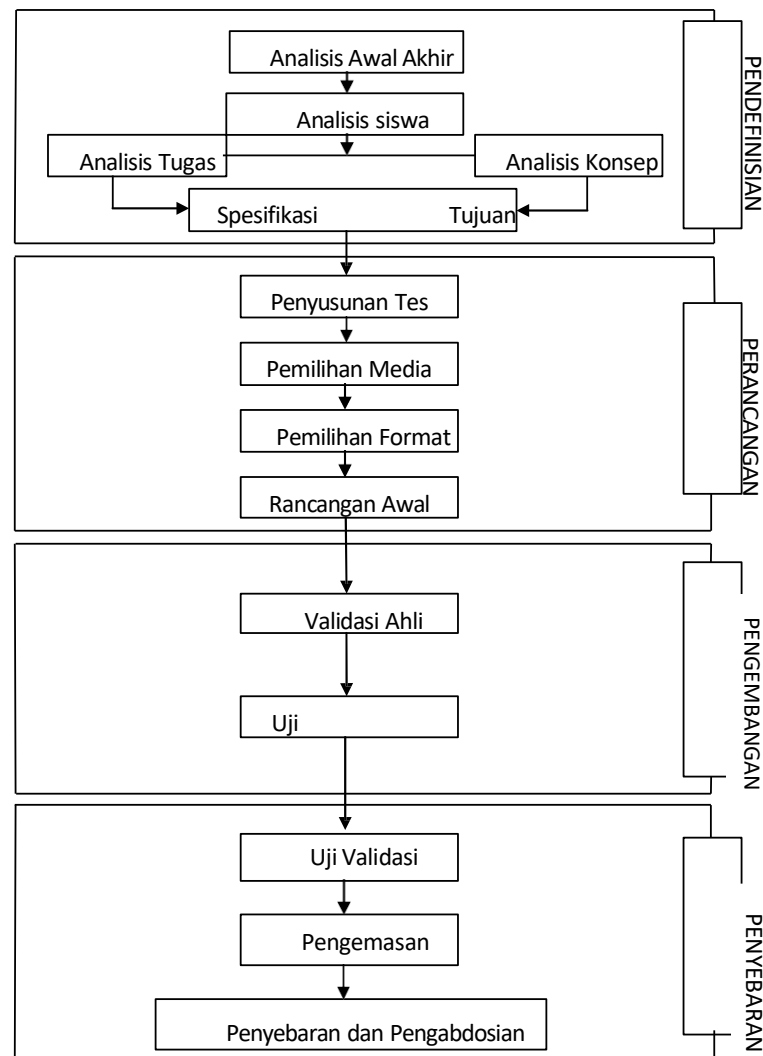 Analisis Awal Akhir
Analisis siswa
Analisis Tugas
Analisis Konsep
Spesifikasi Tujuan
PENDEFINISIAN
Penyusunan Tes
Pemilihan Media
Pemilihan Format
Rancangan Awal
PERANCANGAN
Validasi Ahli
Uji
PENGEMBANGAN
Uji Validasi
Pengemasan
Penyebaran dan Pengabdosian
PENYEBARAN